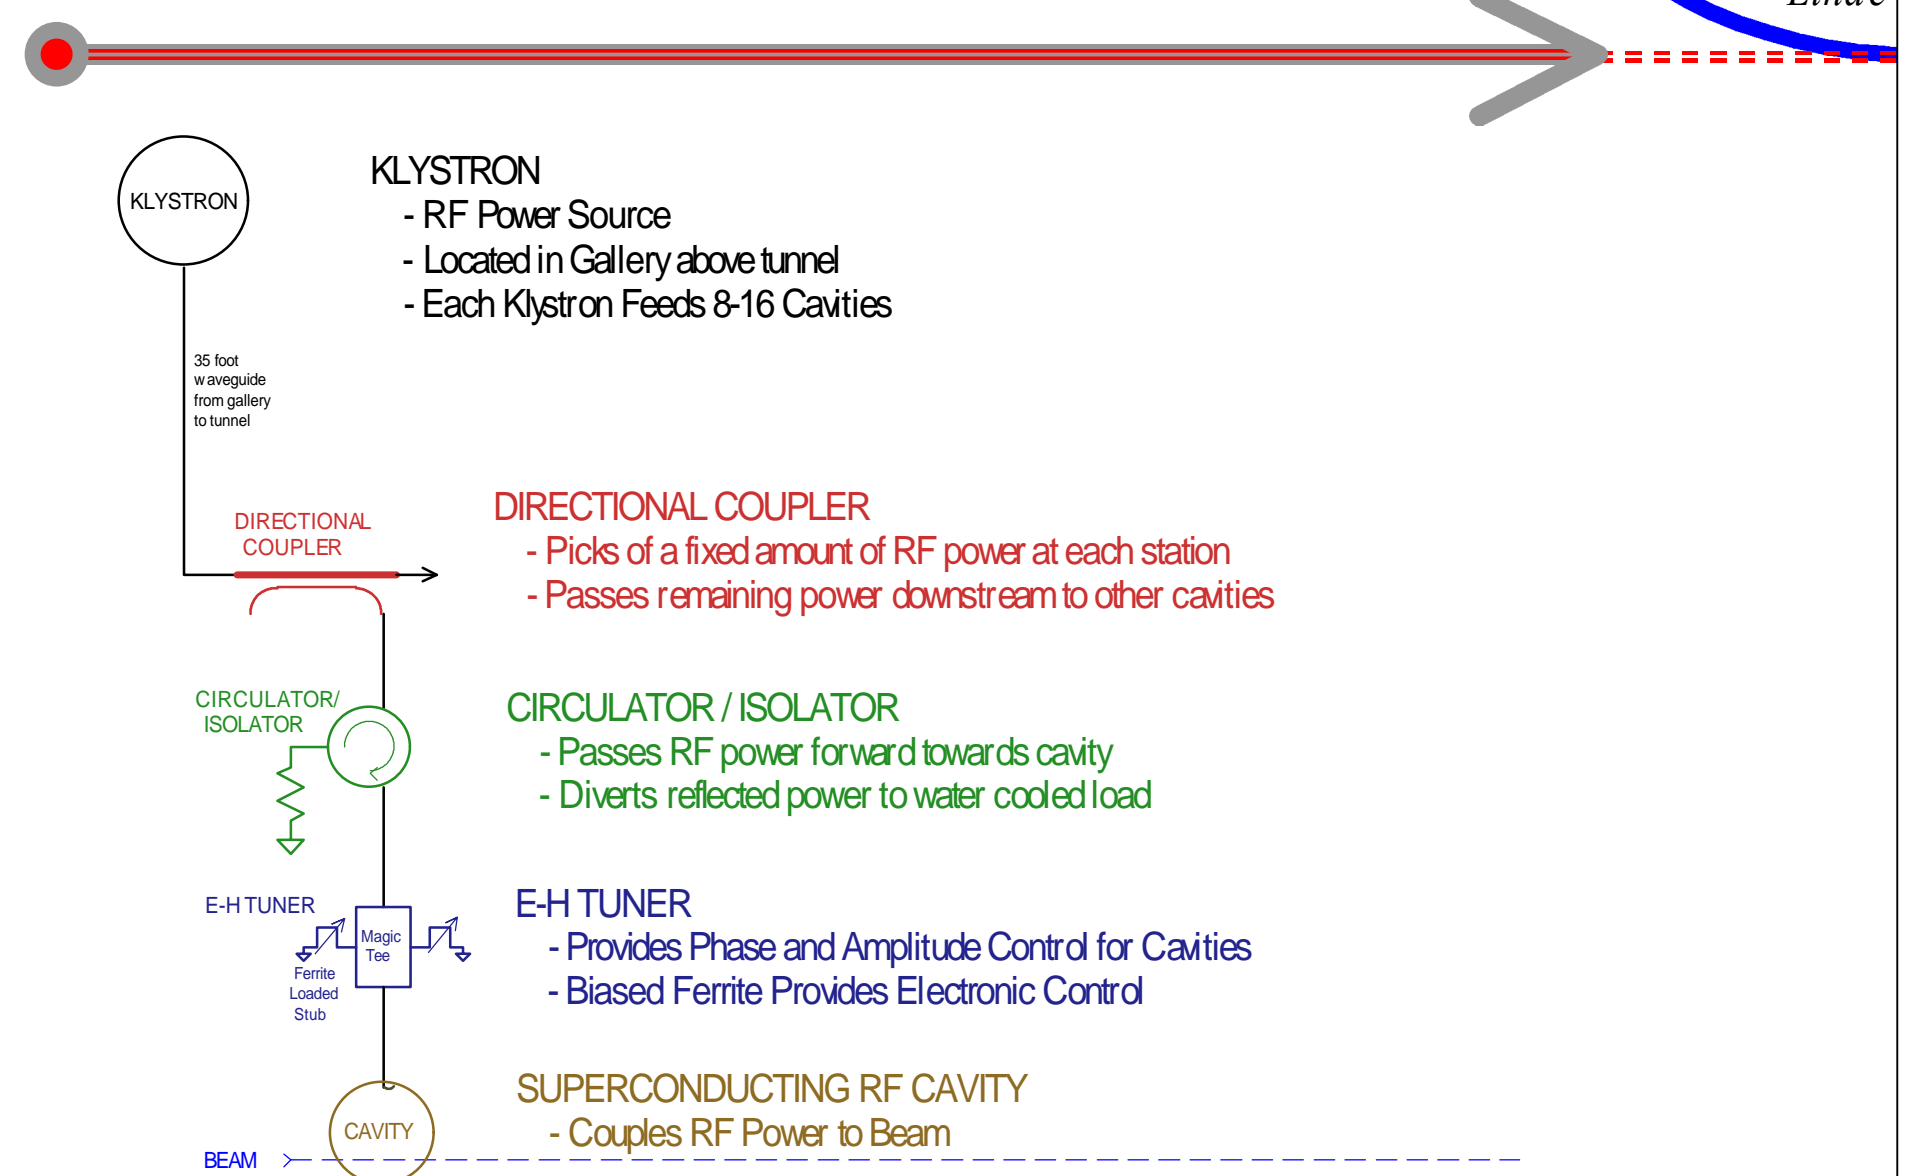 Linac
KLYSTRON
KLYSTRON
- RF Power Source
- Located in Gallery above tunnel
- Each Klystron Feeds 8-16 Cavities
35 foot
waveguide
from gallery
to tunnel
DIRECTIONAL
COUPLER
DIRECTIONAL COUPLER
- Picks of a fixed amount of RF power at each station
- Passes remaining power downstream to other cavities
CIRCULATOR/
ISOLATOR
CIRCULATOR / ISOLATOR
- Passes RF power forward towards cavity
- Diverts reflected power to water cooled load
E-H TUNER
Magic
Tee
Ferrite
Loaded
Stub
E-H TUNER
- Provides Phase and Amplitude Control for Cavities
- Biased Ferrite Provides Electronic Control
CAVITY
SUPERCONDUCTING RF CAVITY
- Couples RF Power to Beam
BEAM